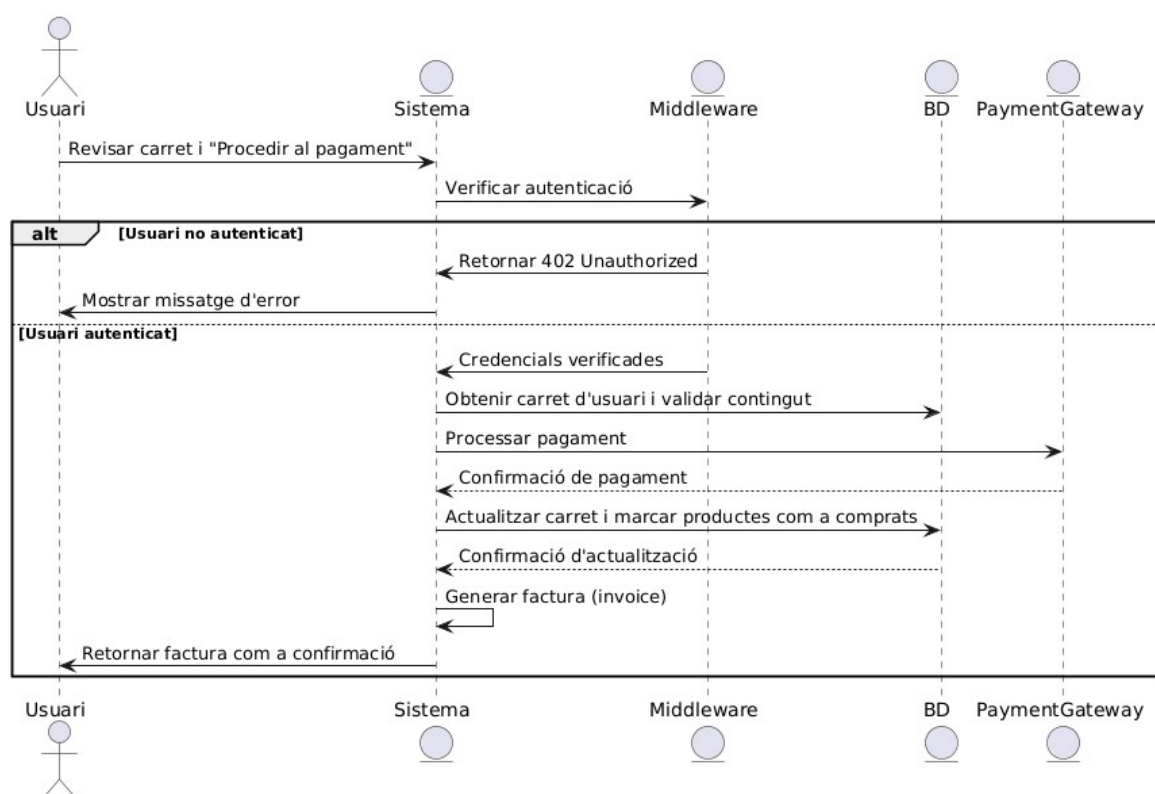 Usuari
Sistema
Middleware
BD
PaymentGateway
Revisar carret i "Procedir al pagament"
Verificar autenticació
alt
[Usuari no autenticat]
Retornar 402 Unauthorized
Mostrar missatge d'error
[Usuari autenticat]
Credencials verificades
Obtenir carret d'usuari i validar contingut
Processar pagament
Confirmació de pagament
Actualitzar carret i marcar productes com a comprats
Confirmació d'actualització
Generar factura (invoice)
Retornar factura com a confirmació
Usuari
Sistema
Middleware
BD
PaymentGateway